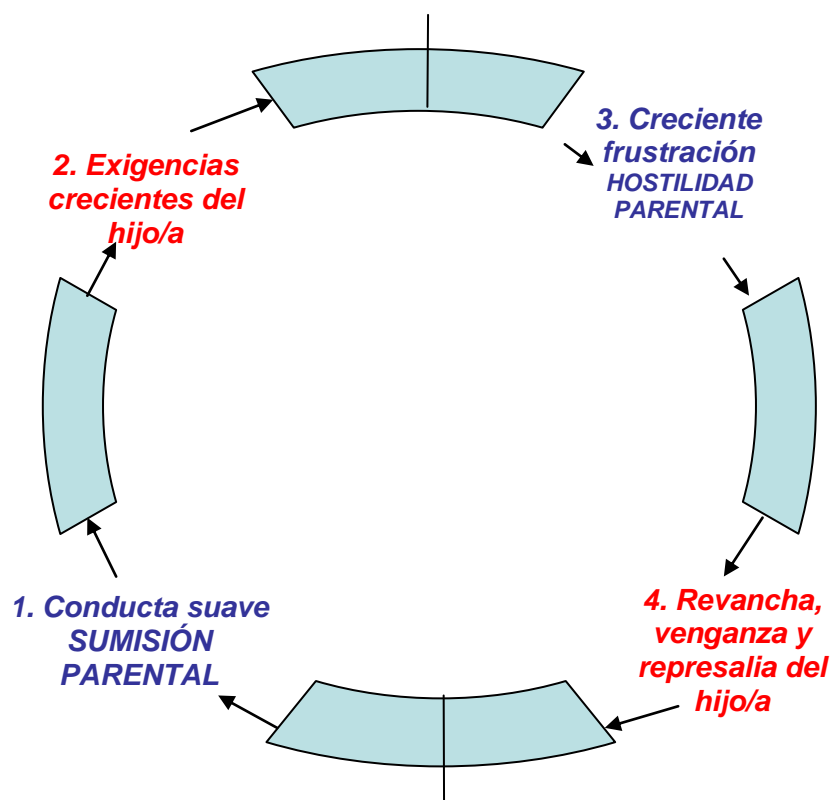 1. Conducta suave
SUMISIÓN
PARENTAL
2. Exigencias
crecientes del
hijo/a
3. Creciente
frustración
HOSTILIDAD
PARENTAL
4. Revancha,
venganza y
represalia del
hijo/a